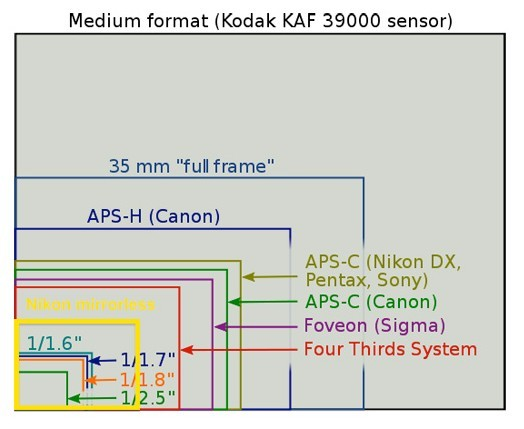 Medium format (Kodak KAF 39000 sensor)
35 mm "full frame"
APS-H (Canon)
APS-C (Nikon DX,
Pentax, Sony)
APS-C (Canon)
Nikon mirrorless
Foveon (Sigma)
Four Thirds System
1/1.6"
1/1.7"
1/1.8"
1/2.5"